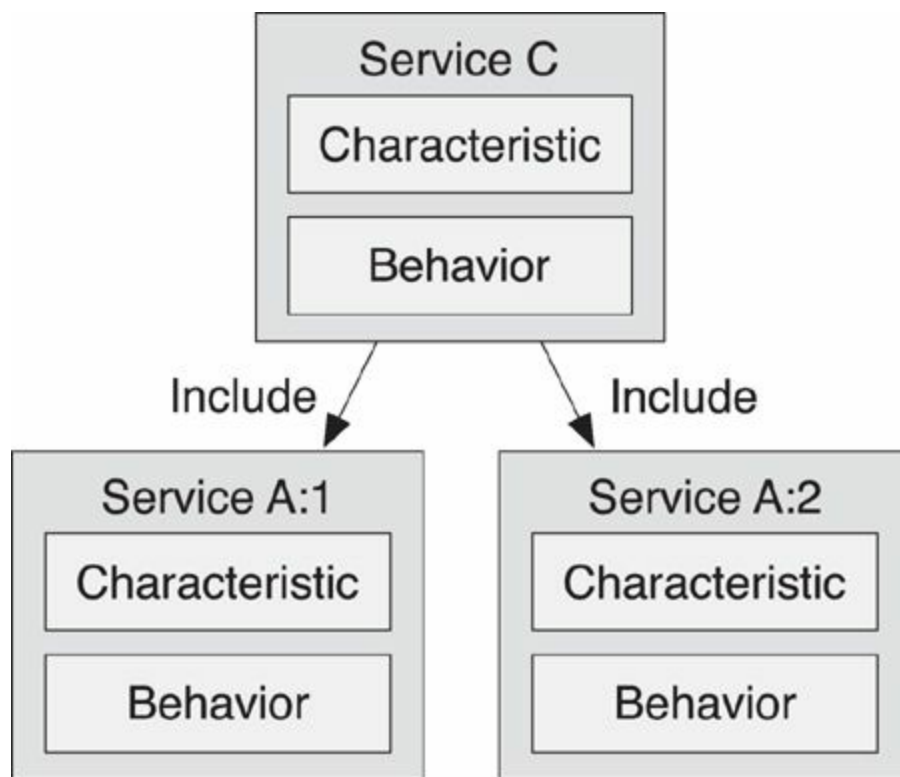 Service C
Characteristic
Behavior
Include
Include
Service A:1
Characteristic
Behavior
Service A:2
Characteristic
Behavior